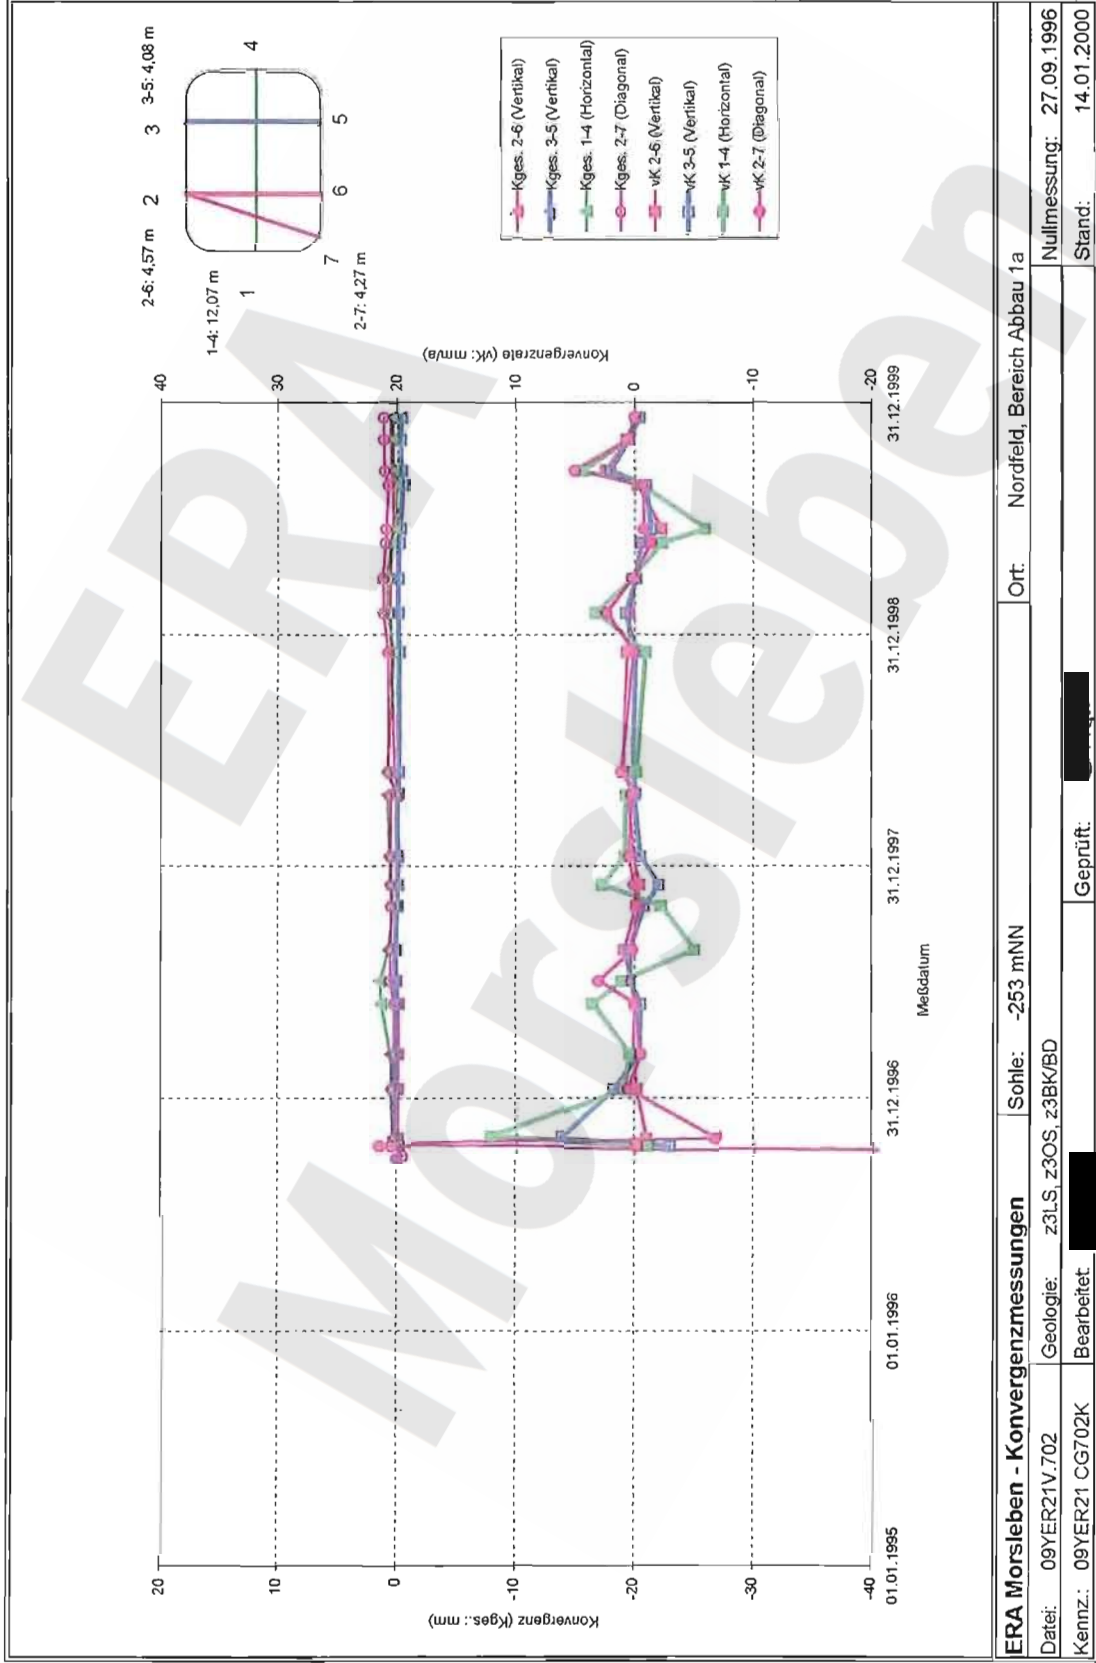 2-6: 4,57 m
2
3
3-5: 4,08 m
1-4: 12,07 m
1
4
2-7: 4,27 m
7
6
5
Kges. 2-6 (Vertikal)
Kges. 3-5 (Vertikal)
Kges. 1-4 (Horizontal)
Kges. 2-7 (Diagonal)
vK 2-6 (Vertikal)
vK 3-5 (Vertikal)
vK 1-4 (Horizontal)
vK 2-7 (Diagonal)
Konvergenz (Kges.: mm)
20
10
0
-10
-20
-30
-40
Konvergenzrate (vK: mm/a)
40
30
20
10
0
-10
-20
01.01.1995
01.01.1996
31.12.1996
31.12.1997
31.12.1998
31.12.1999
Meßdatum
ERA Morsleben
ERA Morsleben - Konvergenzmessungen
Sohle: -253 mNN
Ort: Nordfeld, Bereich Abbau 1a
Datei: 09YER21V.702
Geologie: z3LS, z3OS, z3BK/BD
Nullmessung: 27.09.1996
Kennz.: 09YER21 CG702K
Bearbeitet:
Geprüft:
Stand: 14.01.2000